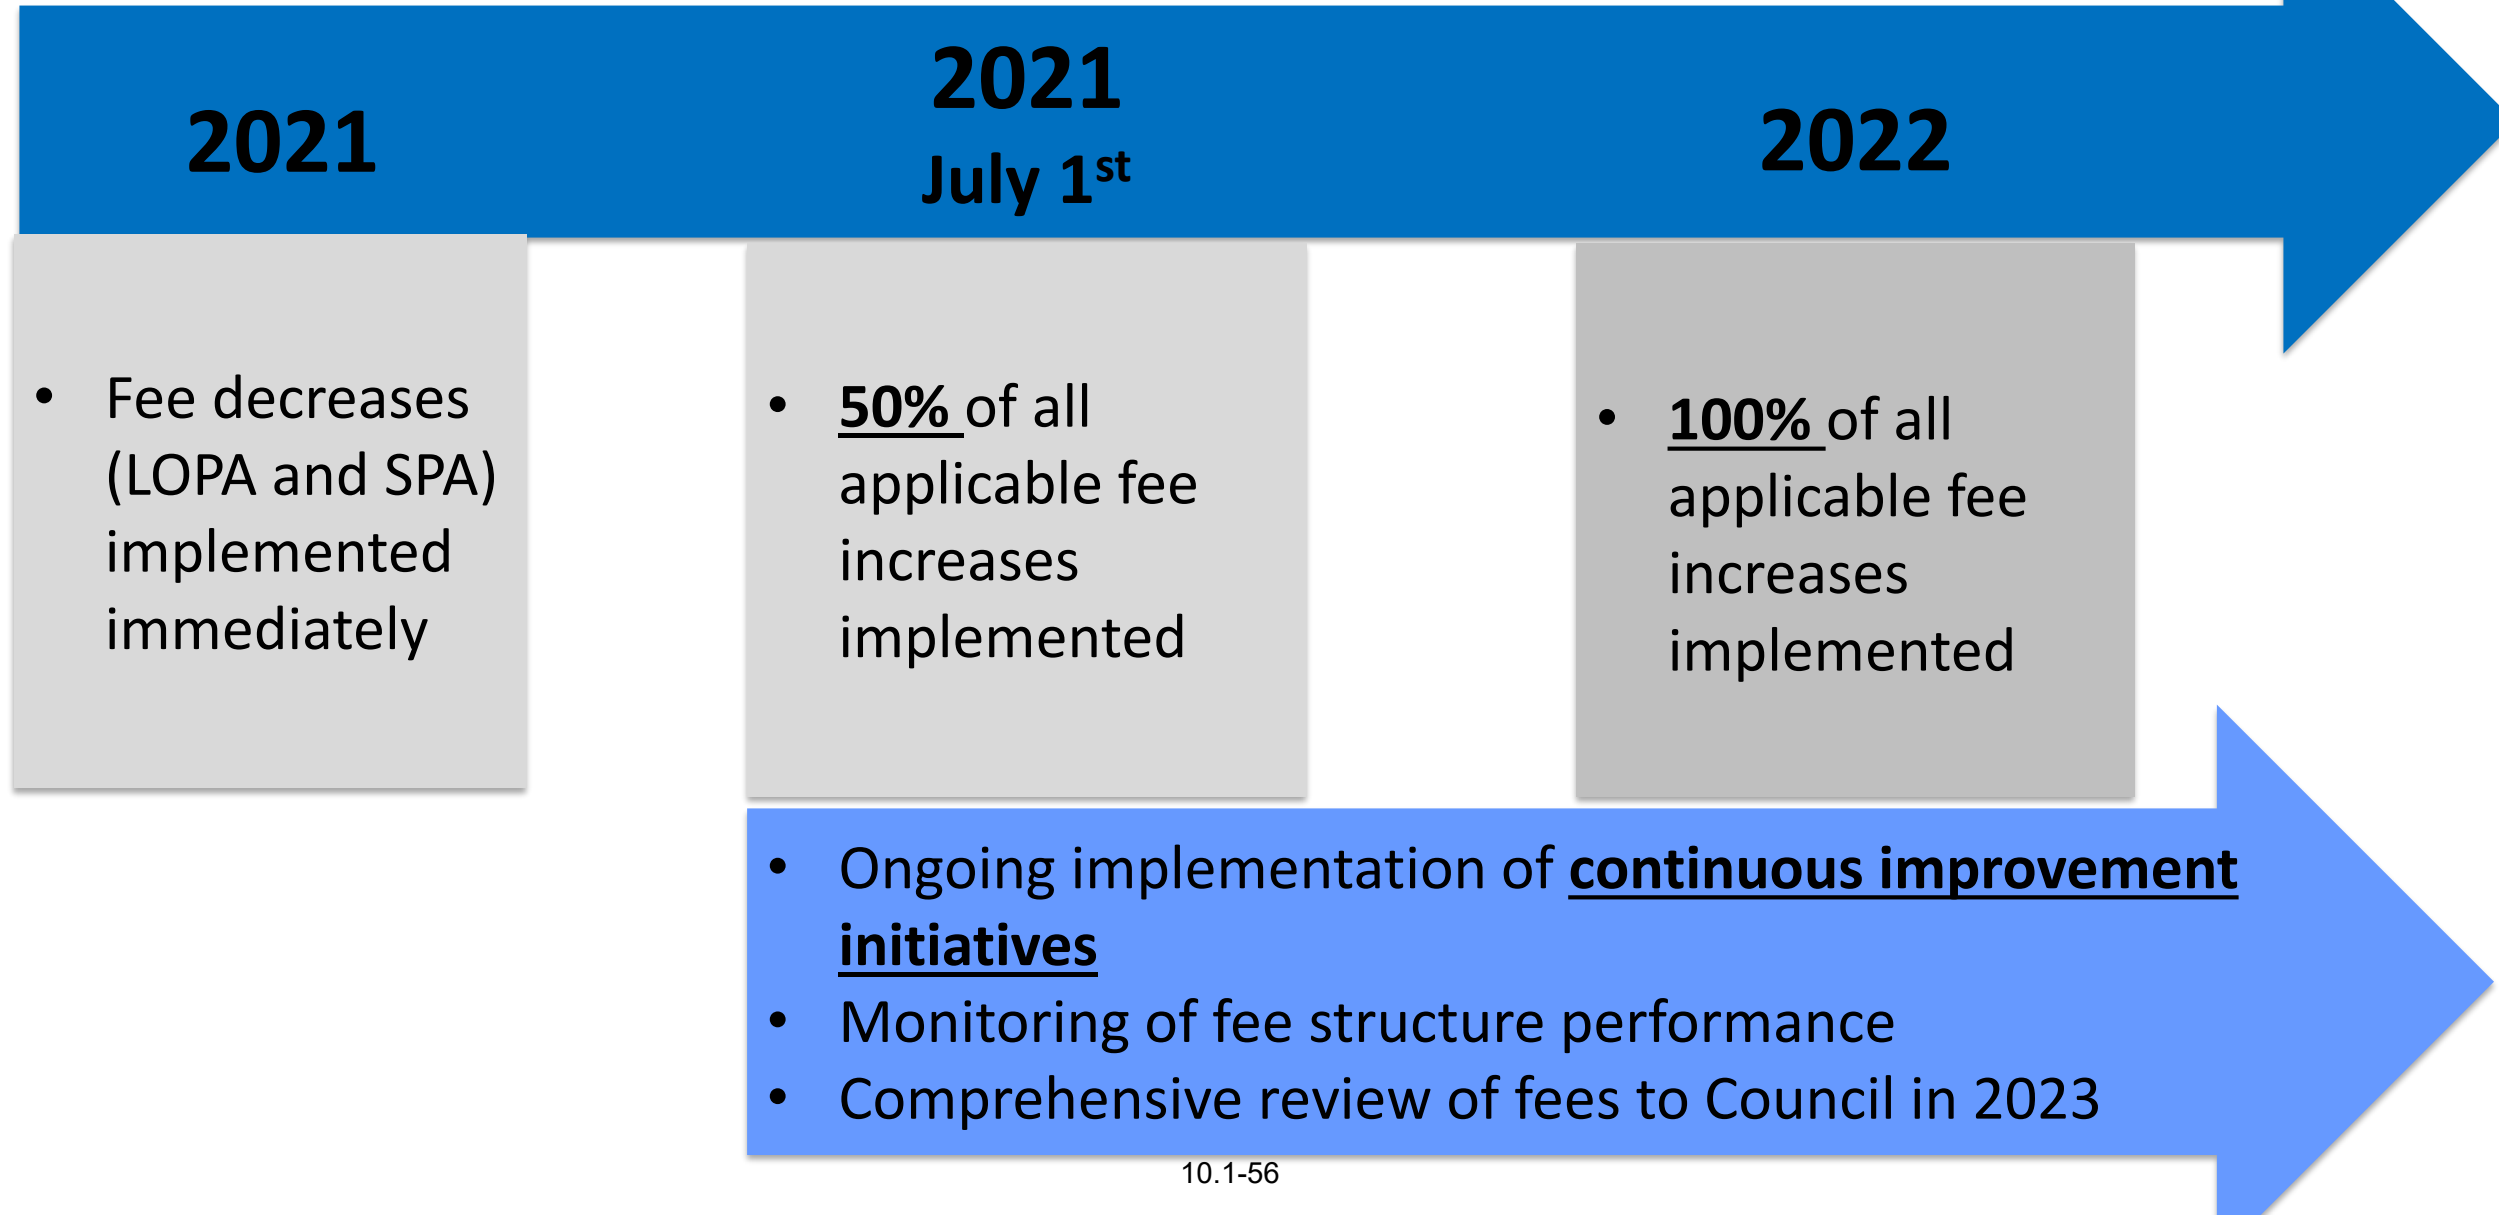 2021
2021
July 1st
2022
• Fee decreases
(LOPA and SPA)
implemented
immediately
• 50% of all
applicable fee
increases
implemented
• 100% of all
applicable fee
increases
implemented
• Ongoing implementation of continuous improvement
initiatives
• Monitoring of fee structure performance
• Comprehensive review of fees to Council in 2023
10.1-56